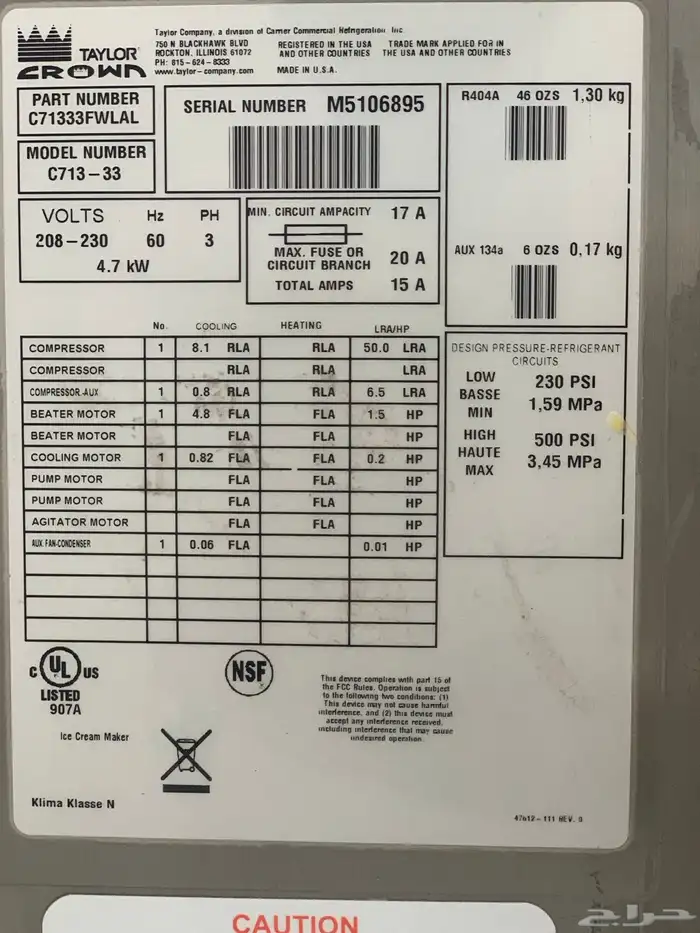 TAYLOR
CROWN
Taylor Company, a division of Carrier Commercial Refrigeration, Inc.
750 N BLACKHAWK BLVD
ROCKTON, ILLINOIS 61072
PH: 815-624-8333
www.taylor-company.com
REGISTERED IN THE USA
AND OTHER COUNTRIES
TRADE MARK APPLIED FOR IN
THE USA AND OTHER COUNTRIES
MADE IN U.S.A.
PART NUMBER
C71333FWLAL
SERIAL NUMBER M5106895
MODEL NUMBER
C713-33
R404A 46 OZS 1,30 kg
AUX 134a 6 OZS 0,17 kg
VOLTS Hz PH
208-230 60 3
4.7 kW
MIN. CIRCUIT AMPACITY 17 A
MAX. FUSE OR
CIRCUIT BRANCH 20 A
TOTAL AMPS 15 A
No. COOLING HEATING LRA/HP
COMPRESSOR 1 8.1 RLA RLA 50.0 LRA
COMPRESSOR RLA RLA LRA
COMPRESSOR-AUX 1 0.8 RLA RLA 6.5 LRA
BEATER MOTOR 1 4.8 FLA FLA 1.5 HP
BEATER MOTOR FLA FLA HP
COOLING MOTOR 1 0.82 FLA FLA 0.2 HP
PUMP MOTOR FLA FLA HP
PUMP MOTOR FLA FLA HP
AGITATOR MOTOR FLA FLA HP
AUX FAN-CONDENSER 1 0.06 FLA 0.01 HP
DESIGN PRESSURE-REFRIGERANT
CIRCUITS
LOW
BASSE
MIN
230 PSI
1,59 MPa
HIGH
HAUTE
MAX
500 PSI
3,45 MPa
C UL US
LISTED
907A
NSF
Ice Cream Maker
This device complies with part 15 of
the FCC Rules. Operation is subject
to the following two conditions: (1)
This device may not cause harmful
interference, and (2) this device must
accept any interference received,
including interference that may cause
undesired operation.
Klima Klasse N
47612-111 REV. 9
CAUTION
حراج